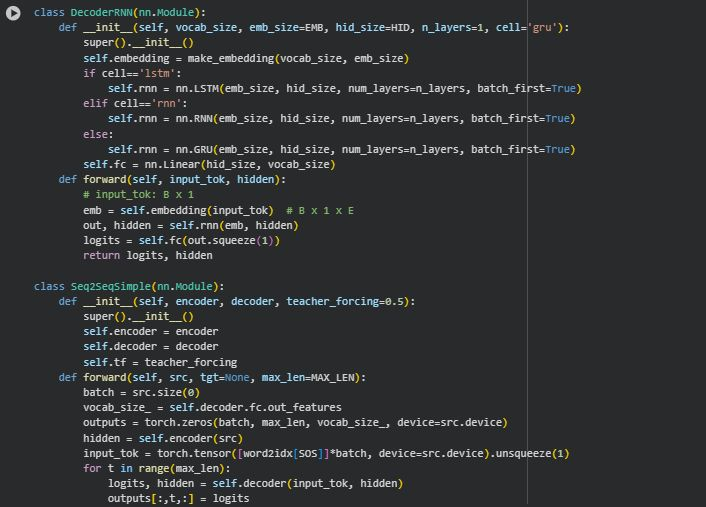 class DecoderRNN(nn.Module):
    def __init__(self, vocab_size, emb_size=EMB, hid_size=HID, n_layers=1, cell='gru'):
        super().__init__()
        self.embedding = make_embedding(vocab_size, emb_size)
        if cell=='lstm':
            self.rnn = nn.LSTM(emb_size, hid_size, num_layers=n_layers, batch_first=True)
        elif cell=='rnn':
            self.rnn = nn.RNN(emb_size, hid_size, num_layers=n_layers, batch_first=True)
        else:
            self.rnn = nn.GRU(emb_size, hid_size, num_layers=n_layers, batch_first=True)
        self.fc = nn.Linear(hid_size, vocab_size)
    def forward(self, input_tok, hidden):
        # input_tok: B x 1
        emb = self.embedding(input_tok)  # B x 1 x E
        out, hidden = self.rnn(emb, hidden)
        logits = self.fc(out.squeeze(1))
        return logits, hidden

class Seq2SeqSimple(nn.Module):
    def __init__(self, encoder, decoder, teacher_forcing=0.5):
        super().__init__()
        self.encoder = encoder
        self.decoder = decoder
        self.tf = teacher_forcing
    def forward(self, src, tgt=None, max_len=MAX_LEN):
        batch = src.size(0)
        vocab_size_ = self.decoder.fc.out_features
        outputs = torch.zeros(batch, max_len, vocab_size_, device=src.device)
        hidden = self.encoder(src)
        input_tok = torch.tensor([word2idx[SOS]]*batch, device=src.device).unsqueeze(1)
        for t in range(max_len):
            logits, hidden = self.decoder(input_tok, hidden)
            outputs[:,t,:] = logits